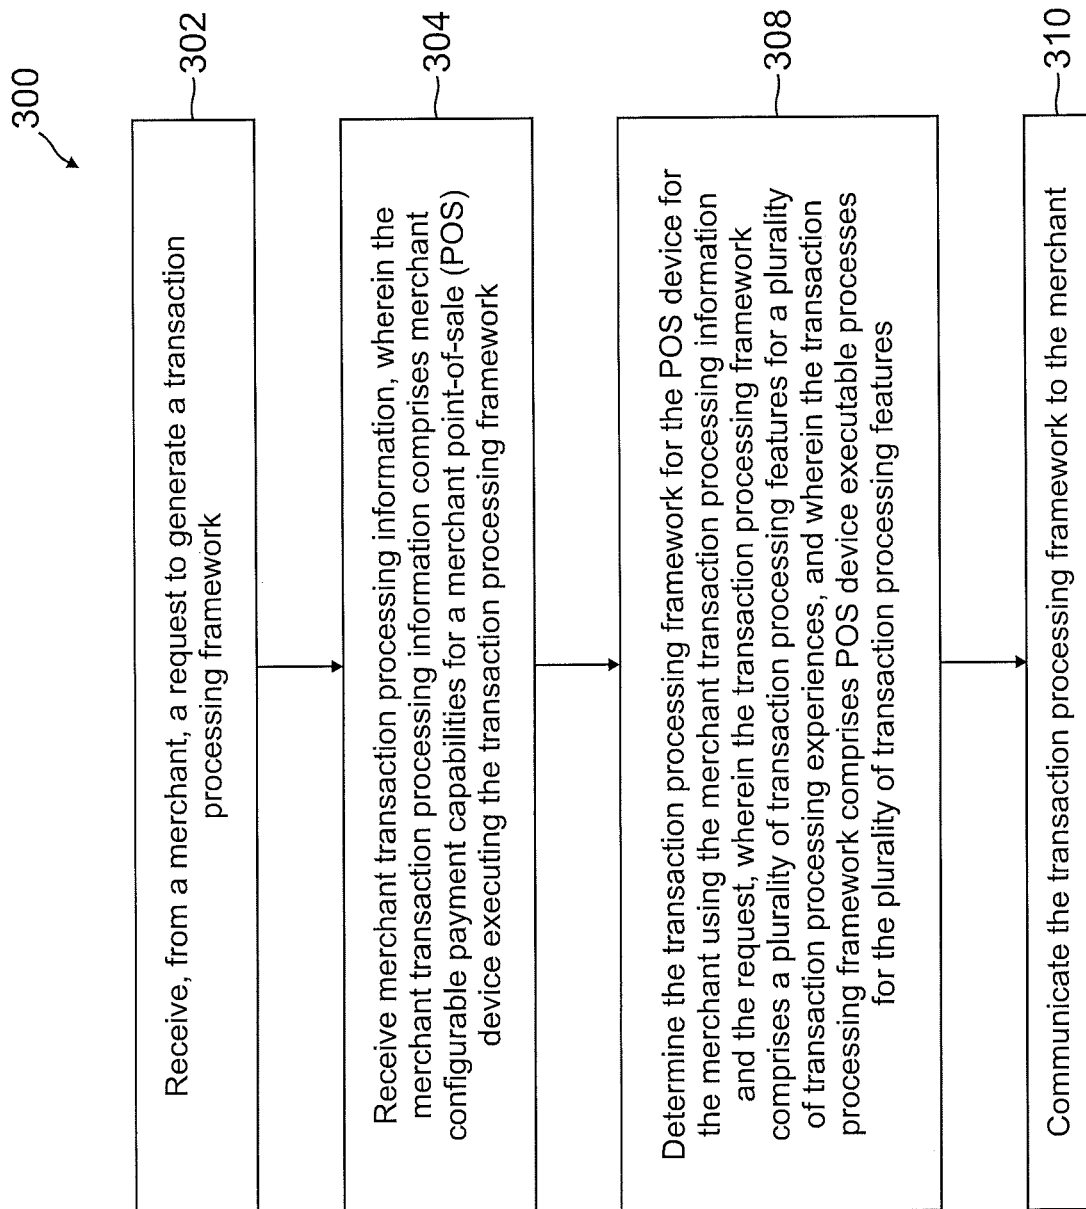 300
Receive, from a merchant, a request to generate a transaction
processing framework
302
Receive merchant transaction processing information, wherein the
merchant transaction processing information comprises merchant
configurable payment capabilities for a merchant point-of-sale (POS)
device executing the transaction processing framework
304
Determine the transaction processing framework for the POS device for
the merchant using the merchant transaction processing information
and the request, wherein the transaction processing framework
comprises a plurality of transaction processing features for a plurality
of transaction processing experiences, and wherein the transaction
processing framework comprises POS device executable processes
for the plurality of transaction processing features
308
Communicate the transaction processing framework to the merchant
310